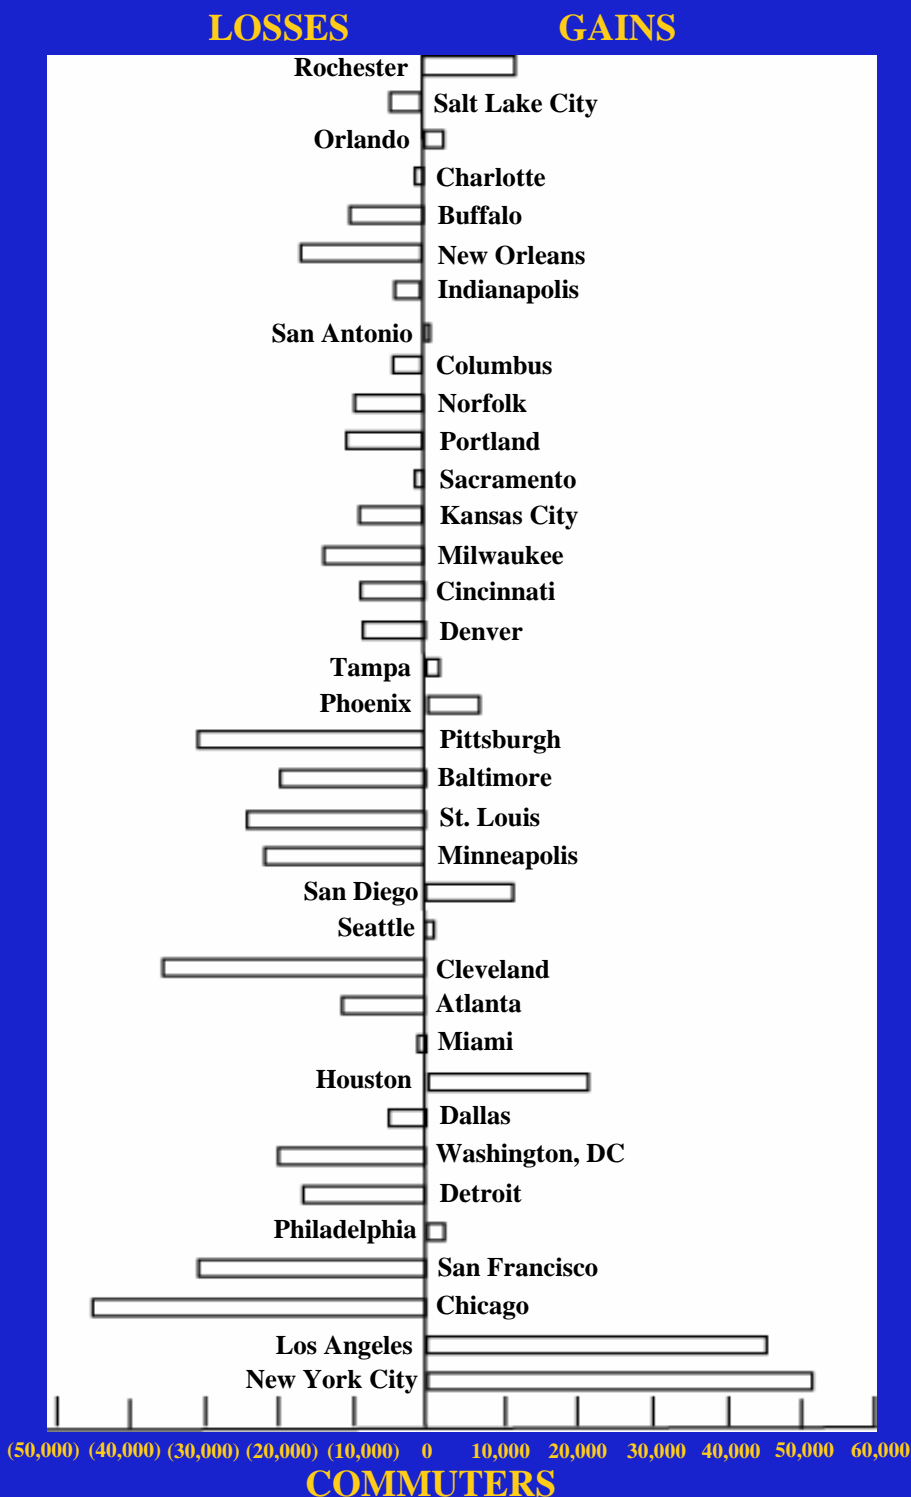 LOSSES GAINS
Rochester
Salt Lake City
Orlando
Charlotte
Buffalo
New Orleans
Indianapolis
San Antonio
Columbus
Norfolk
Portland
Sacramento
Kansas City
Milwaukee
Cincinnati
Denver
Tampa
Phoenix
Pittsburgh
Baltimore
St. Louis
Minneapolis
San Diego
Seattle
Cleveland
Atlanta
Miami
Houston
Dallas
Washington, DC
Detroit
Philadelphia
San Francisco
Chicago
Los Angeles
New York City
(50,000) (40,000) (30,000) (20,000) (10,000) 0 10,000 20,000 30,000 40,000 50,000 60,000
COMMUTERS